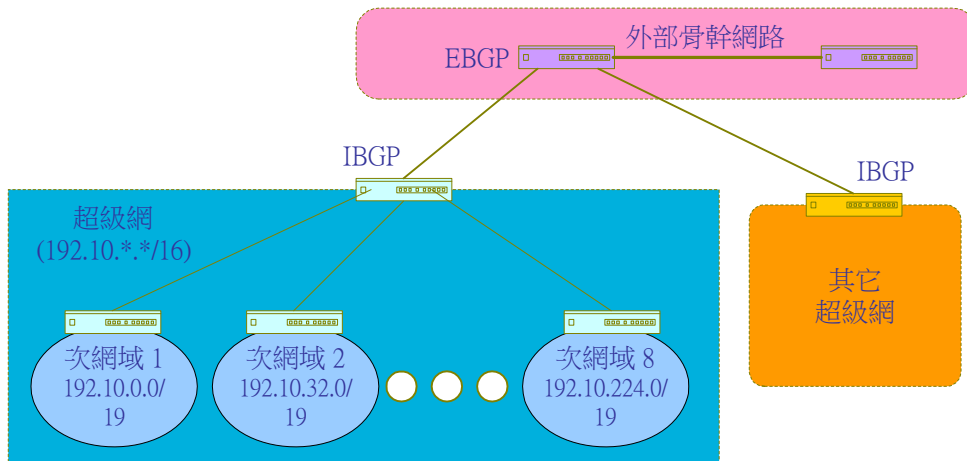 外部骨幹網路
EBGP
IBGP
IBGP
超級網
(192.10.*.*/16)
其它
超級網
次網域 1
192.10.0.0/
19
次網域 2
192.10.32.0/
19
次網域 8
192.10.224.0/
19